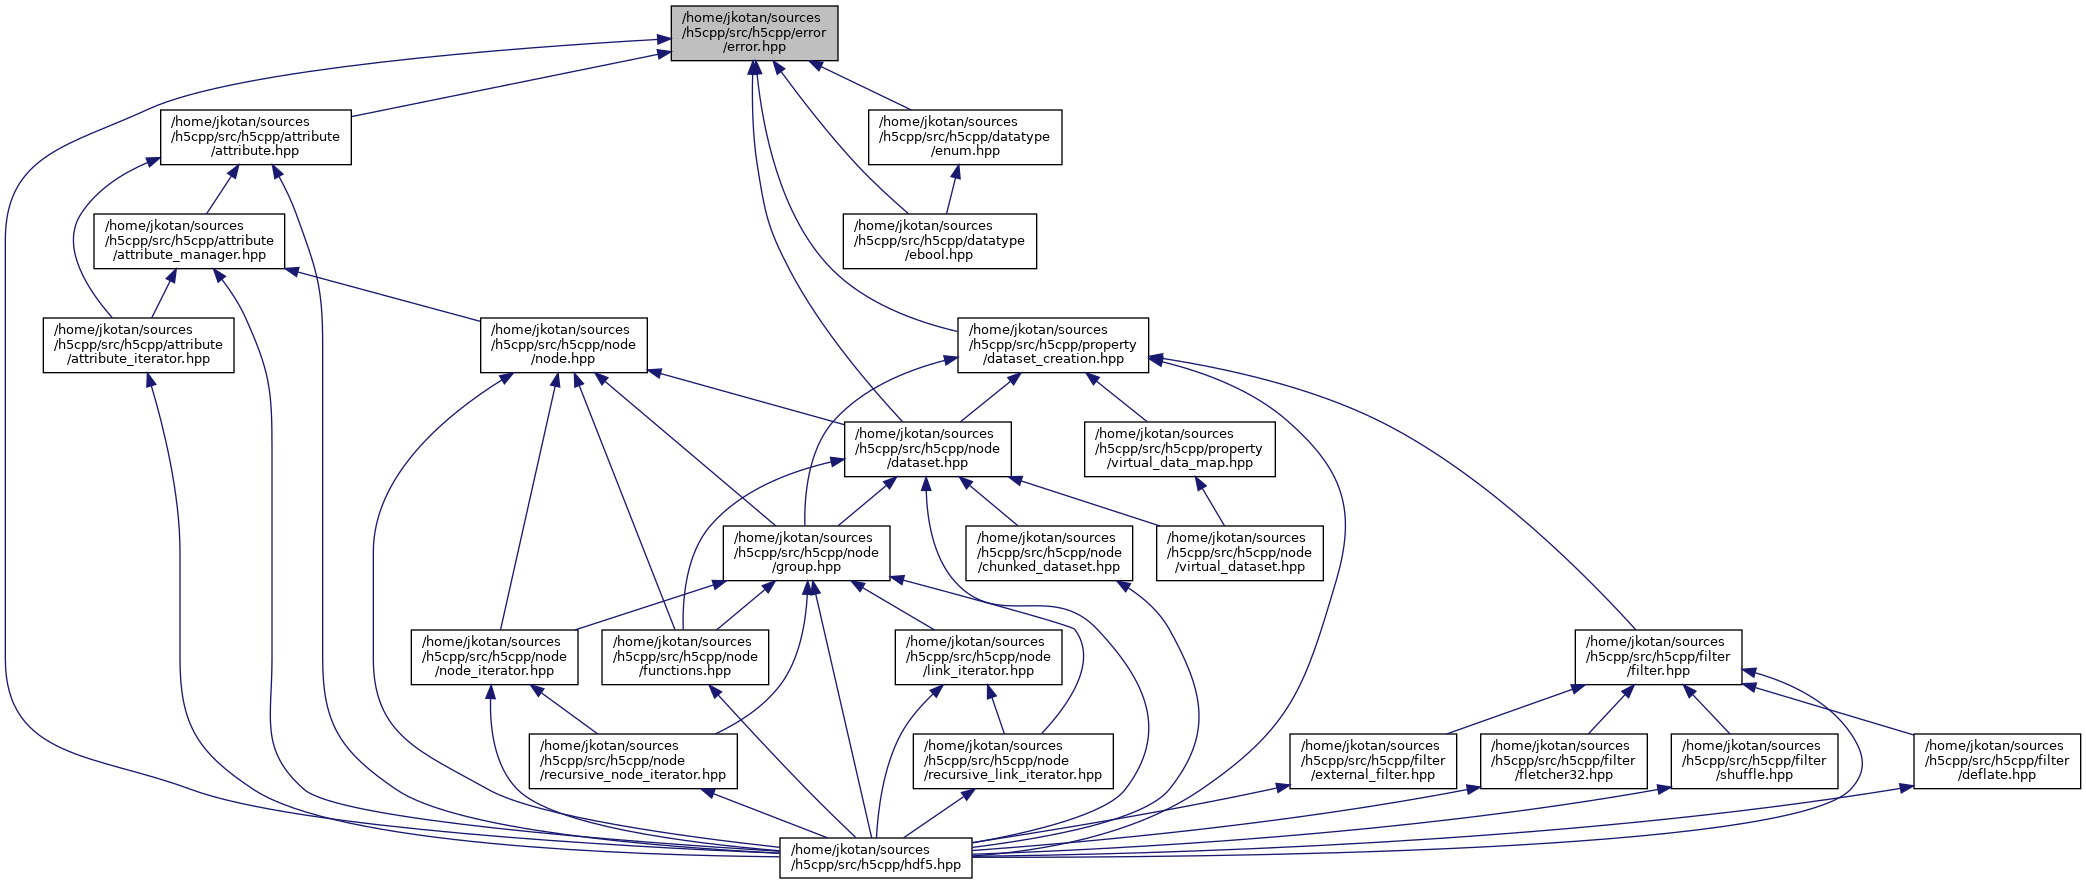 /home/jkotan/sources
/h5cpp/src/h5cpp/error
/error.hpp
/home/jkotan/sources
/h5cpp/src/h5cpp/attribute
/attribute.hpp
/home/jkotan/sources
/h5cpp/src/h5cpp/datatype
/enum.hpp
/home/jkotan/sources
/h5cpp/src/h5cpp/attribute
/attribute_manager.hpp
/home/jkotan/sources
/h5cpp/src/h5cpp/datatype
/ebool.hpp
/home/jkotan/sources
/h5cpp/src/h5cpp/attribute
/attribute_iterator.hpp
/home/jkotan/sources
/h5cpp/src/h5cpp/node
/node.hpp
/home/jkotan/sources
/h5cpp/src/h5cpp/property
/dataset_creation.hpp
/home/jkotan/sources
/h5cpp/src/h5cpp/node
/dataset.hpp
/home/jkotan/sources
/h5cpp/src/h5cpp/property
/virtual_data_map.hpp
/home/jkotan/sources
/h5cpp/src/h5cpp/node
/group.hpp
/home/jkotan/sources
/h5cpp/src/h5cpp/node
/chunked_dataset.hpp
/home/jkotan/sources
/h5cpp/src/h5cpp/node
/virtual_dataset.hpp
/home/jkotan/sources
/h5cpp/src/h5cpp/node
/node_iterator.hpp
/home/jkotan/sources
/h5cpp/src/h5cpp/node
/functions.hpp
/home/jkotan/sources
/h5cpp/src/h5cpp/node
/link_iterator.hpp
/home/jkotan/sources
/h5cpp/src/h5cpp/filter
/filter.hpp
/home/jkotan/sources
/h5cpp/src/h5cpp/node
/recursive_node_iterator.hpp
/home/jkotan/sources
/h5cpp/src/h5cpp/node
/recursive_link_iterator.hpp
/home/jkotan/sources
/h5cpp/src/h5cpp/filter
/external_filter.hpp
/home/jkotan/sources
/h5cpp/src/h5cpp/filter
/fletcher32.hpp
/home/jkotan/sources
/h5cpp/src/h5cpp/filter
/shuffle.hpp
/home/jkotan/sources
/h5cpp/src/h5cpp/filter
/deflate.hpp
/home/jkotan/sources
/h5cpp/src/h5cpp/hdf5.hpp